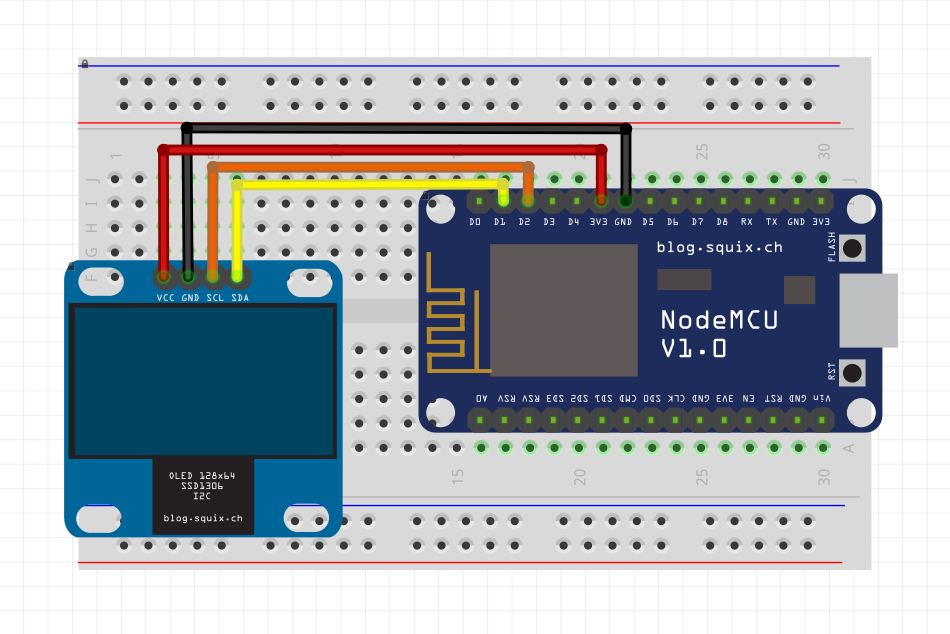 1 5 10 15 20 25 30
J J
I
H
G
F
D0 D1 D2 D3 D4 3V3 GND D5 D6 D7 D8 RX TX GND 3V3
FLASH
blog.squix.ch
VCC GND SCL SDA
NodeMCU
V1.0
RST
A0 RSV RSV SD3 SD2 SD1 CMD SD0 CLK GND 3V3 EN RST GND Vin
A
OLED 128x64
SSD1306
I2C
blog.squix.ch
15 20 25 30